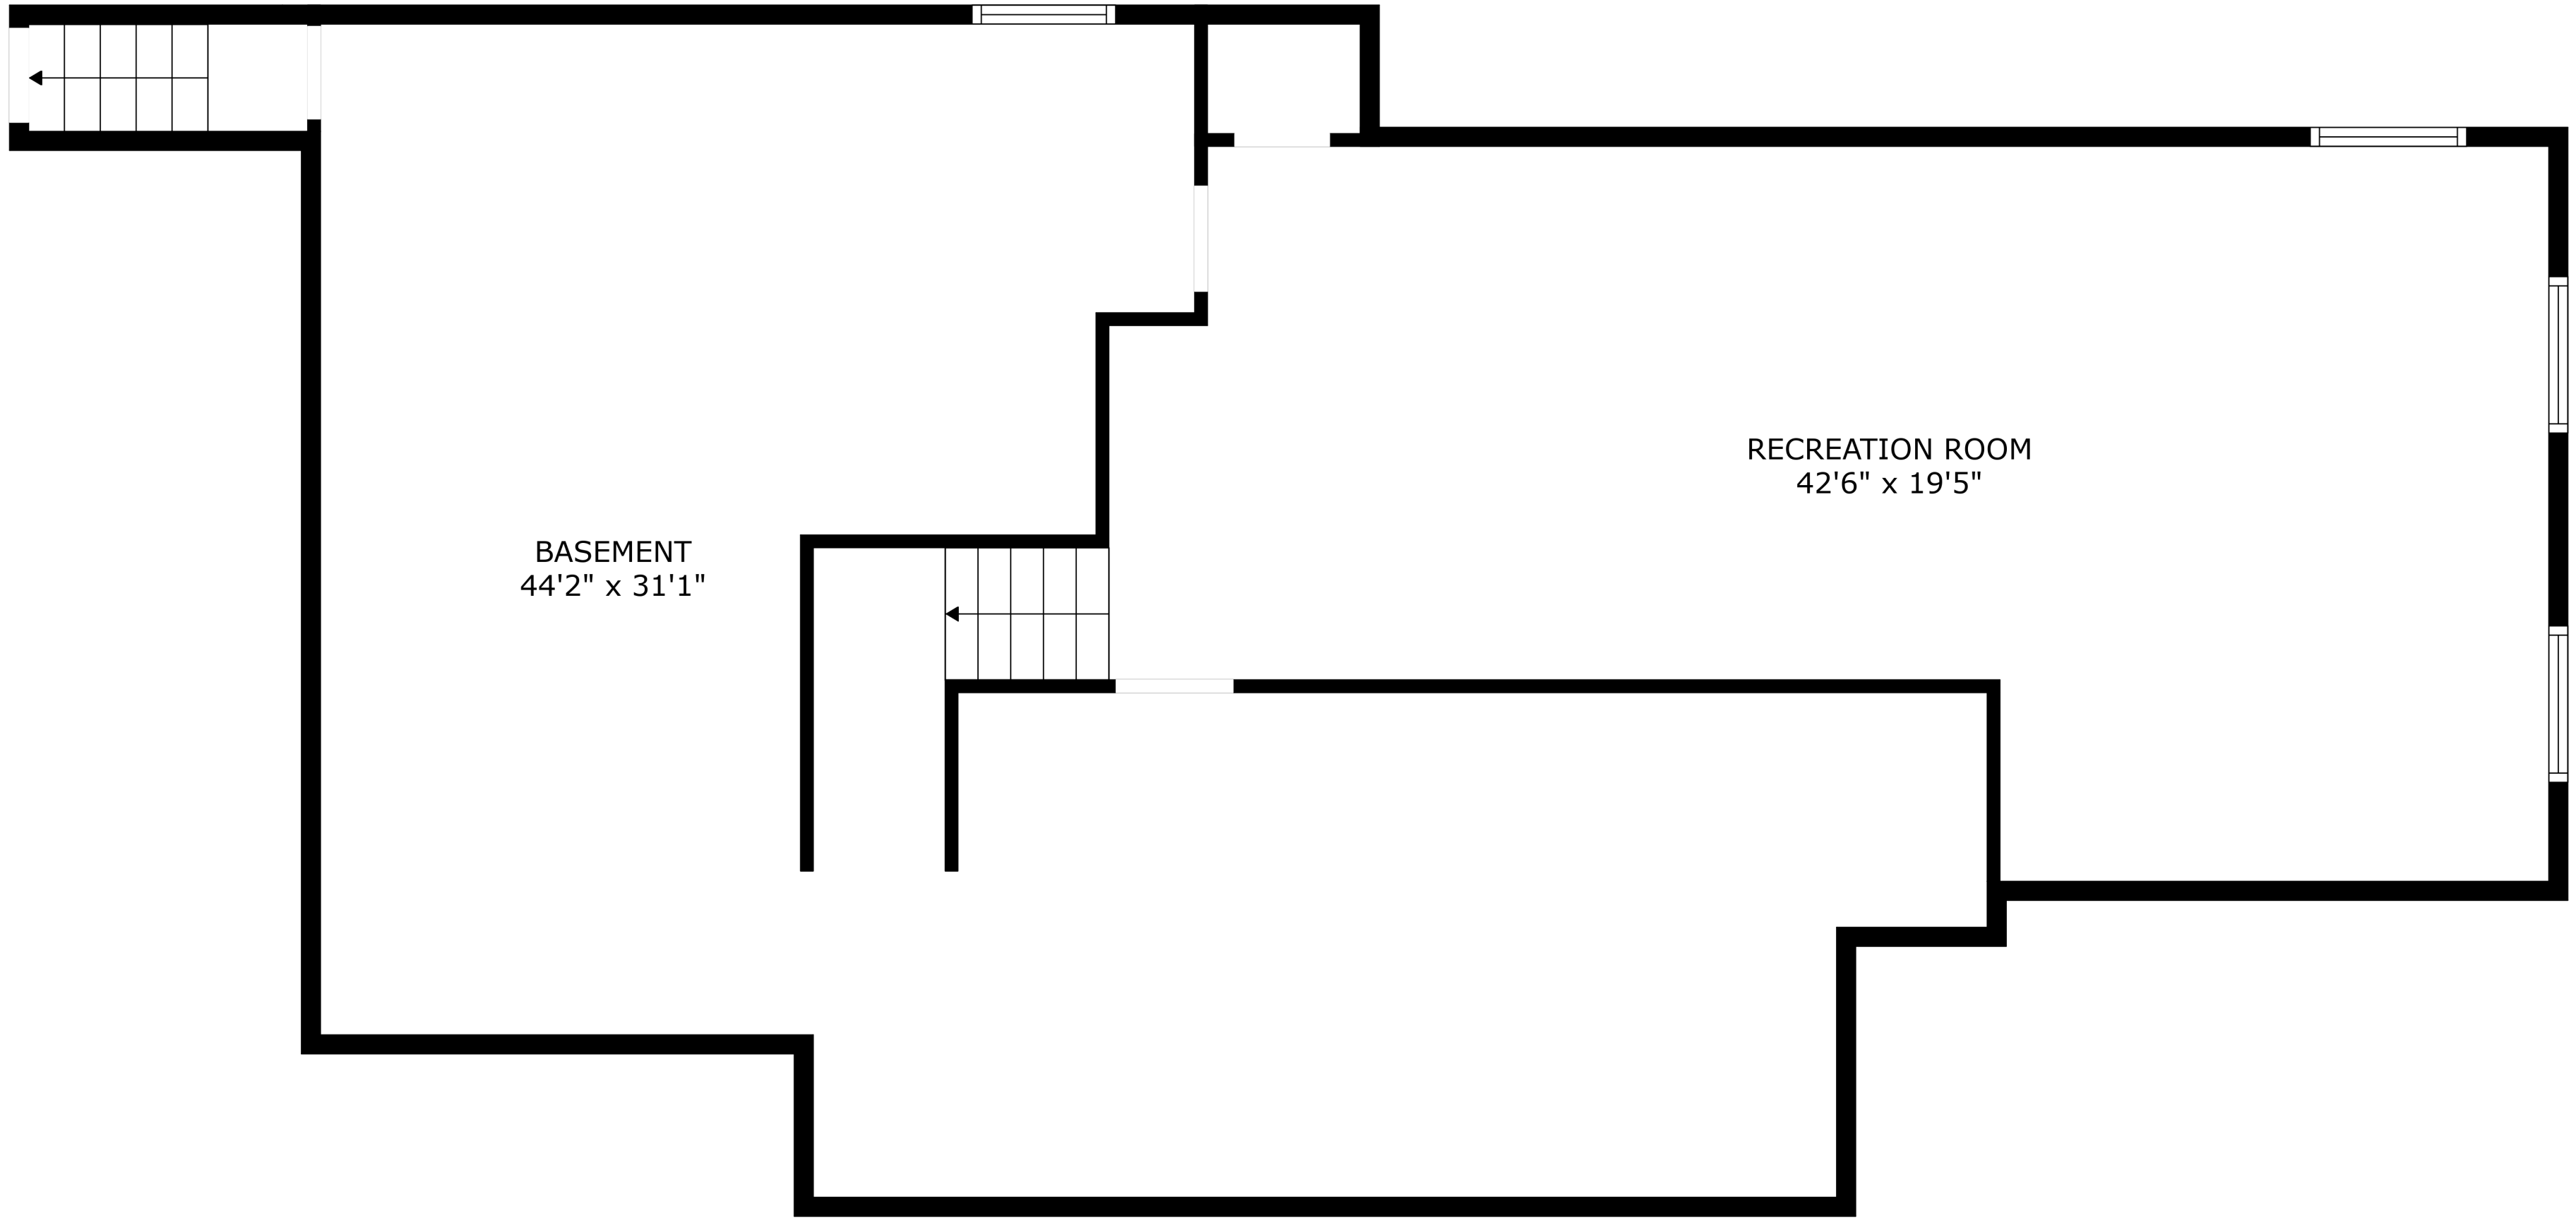 RECREATION ROOM
42'6" x 19'5"
BASEMENT
44'2" x 31'1"